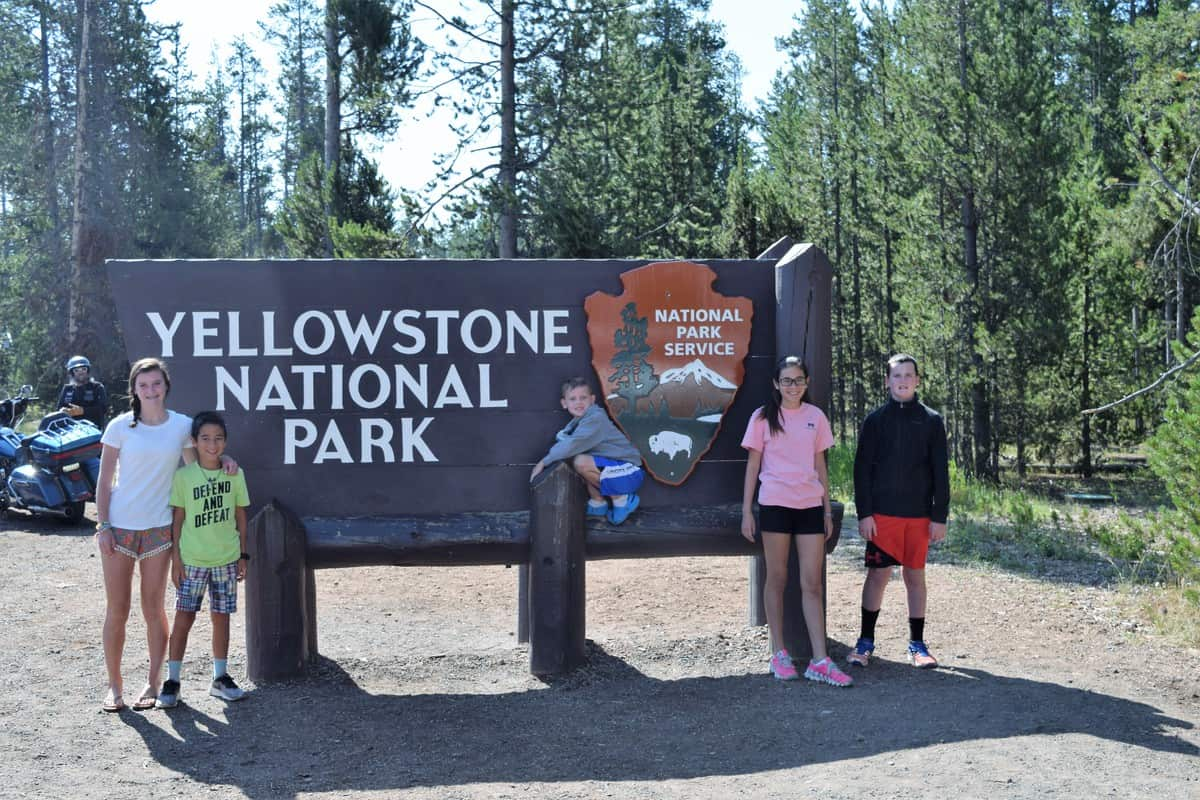 YELLOWSTONE
NATIONAL
PARK
NATIONAL
PARK
SERVICE
DEFEND
AND
DEFEAT